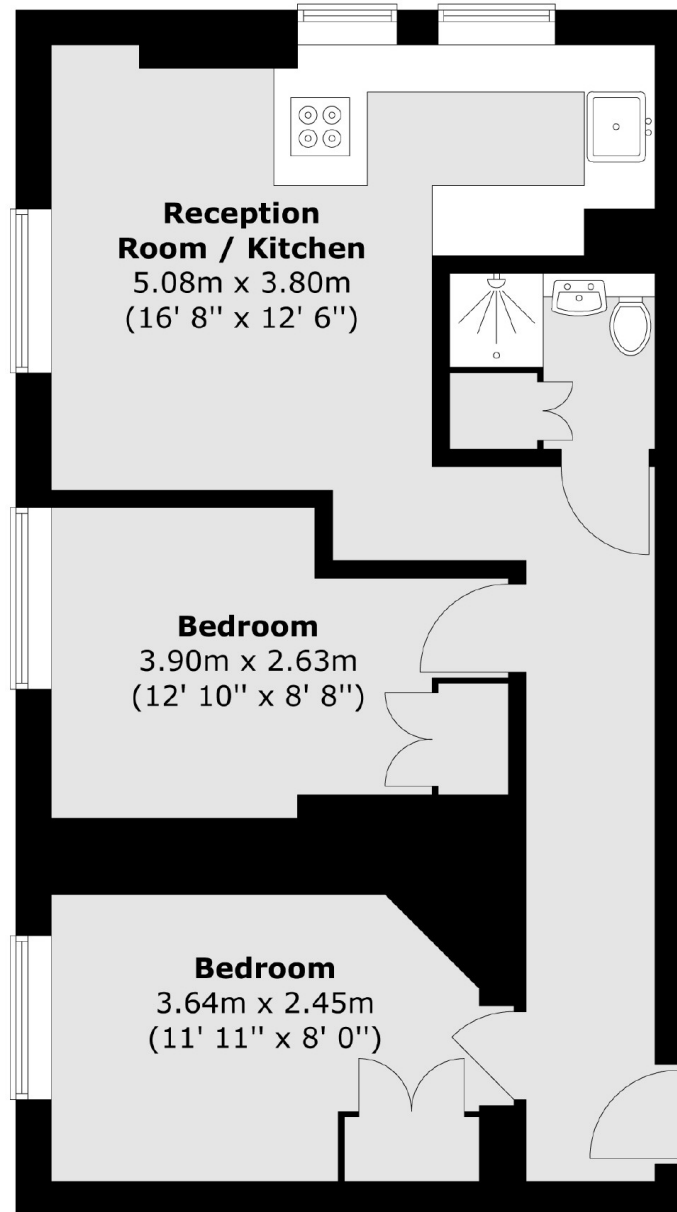 Reception
Room / Kitchen
5.08m x 3.80m
(16' 8'' x 12' 6'')
Bedroom
3.90m x 2.63m
(12' 10'' x 8' 8'')
Bedroom
3.64m x 2.45m
(11' 11'' x 8' 0'')